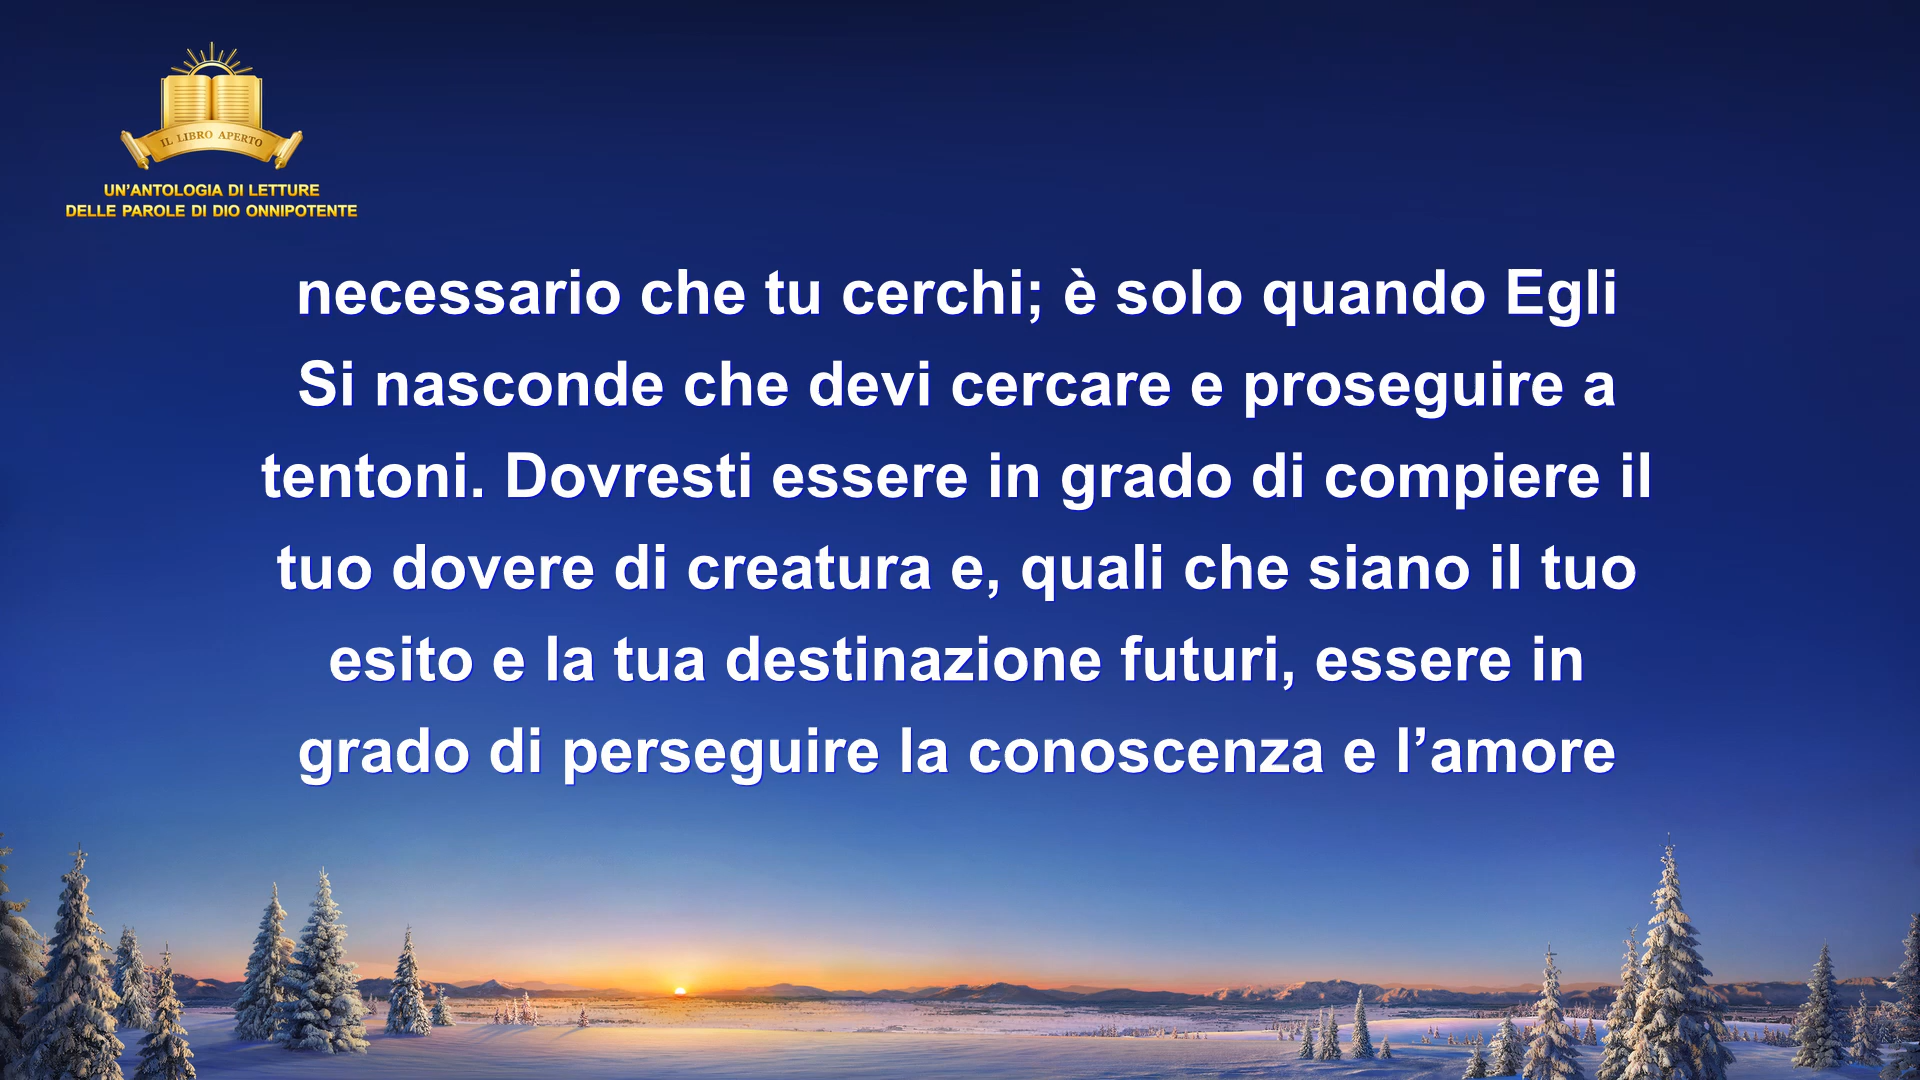 IL LIBRO APERTO
UN’ANTOLOGIA DI LETTURE
DELLE PAROLE DI DIO ONNIPOTENTE
necessario che tu cerchi; è solo quando Egli
Si nasconde che devi cercare e proseguire a
tentoni. Dovresti essere in grado di compiere il
tuo dovere di creatura e, quali che siano il tuo
esito e la tua destinazione futuri, essere in
grado di perseguire la conoscenza e l’amore